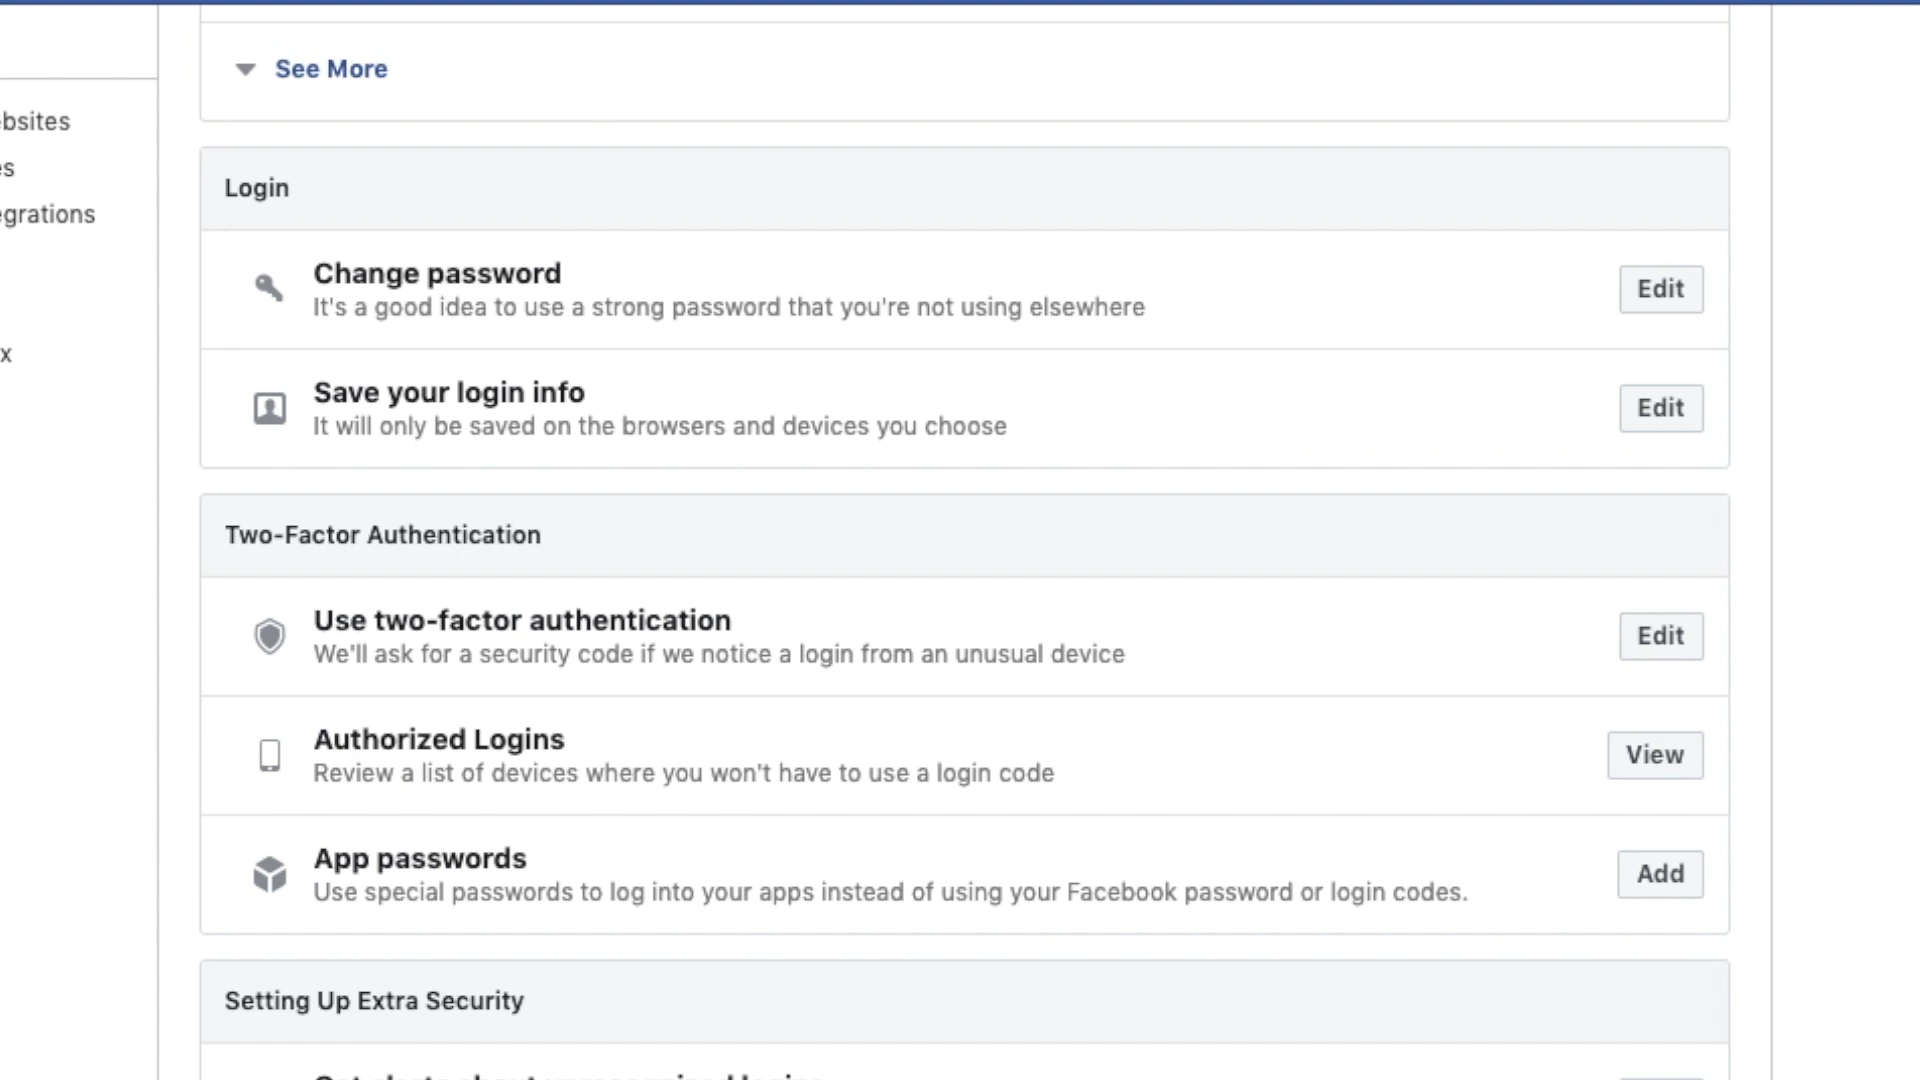 See More
Login
Change password
It's a good idea to use a strong password that you're not using elsewhere
Edit
Save your login info
It will only be saved on the browsers and devices you choose
Edit
Two-Factor Authentication
Use two-factor authentication
We'll ask for a security code if we notice a login from an unusual device
Edit
Authorized Logins
Review a list of devices where you won't have to use a login code
View
App passwords
Use special passwords to log into your apps instead of using your Facebook password or login codes.
Add
Setting Up Extra Security